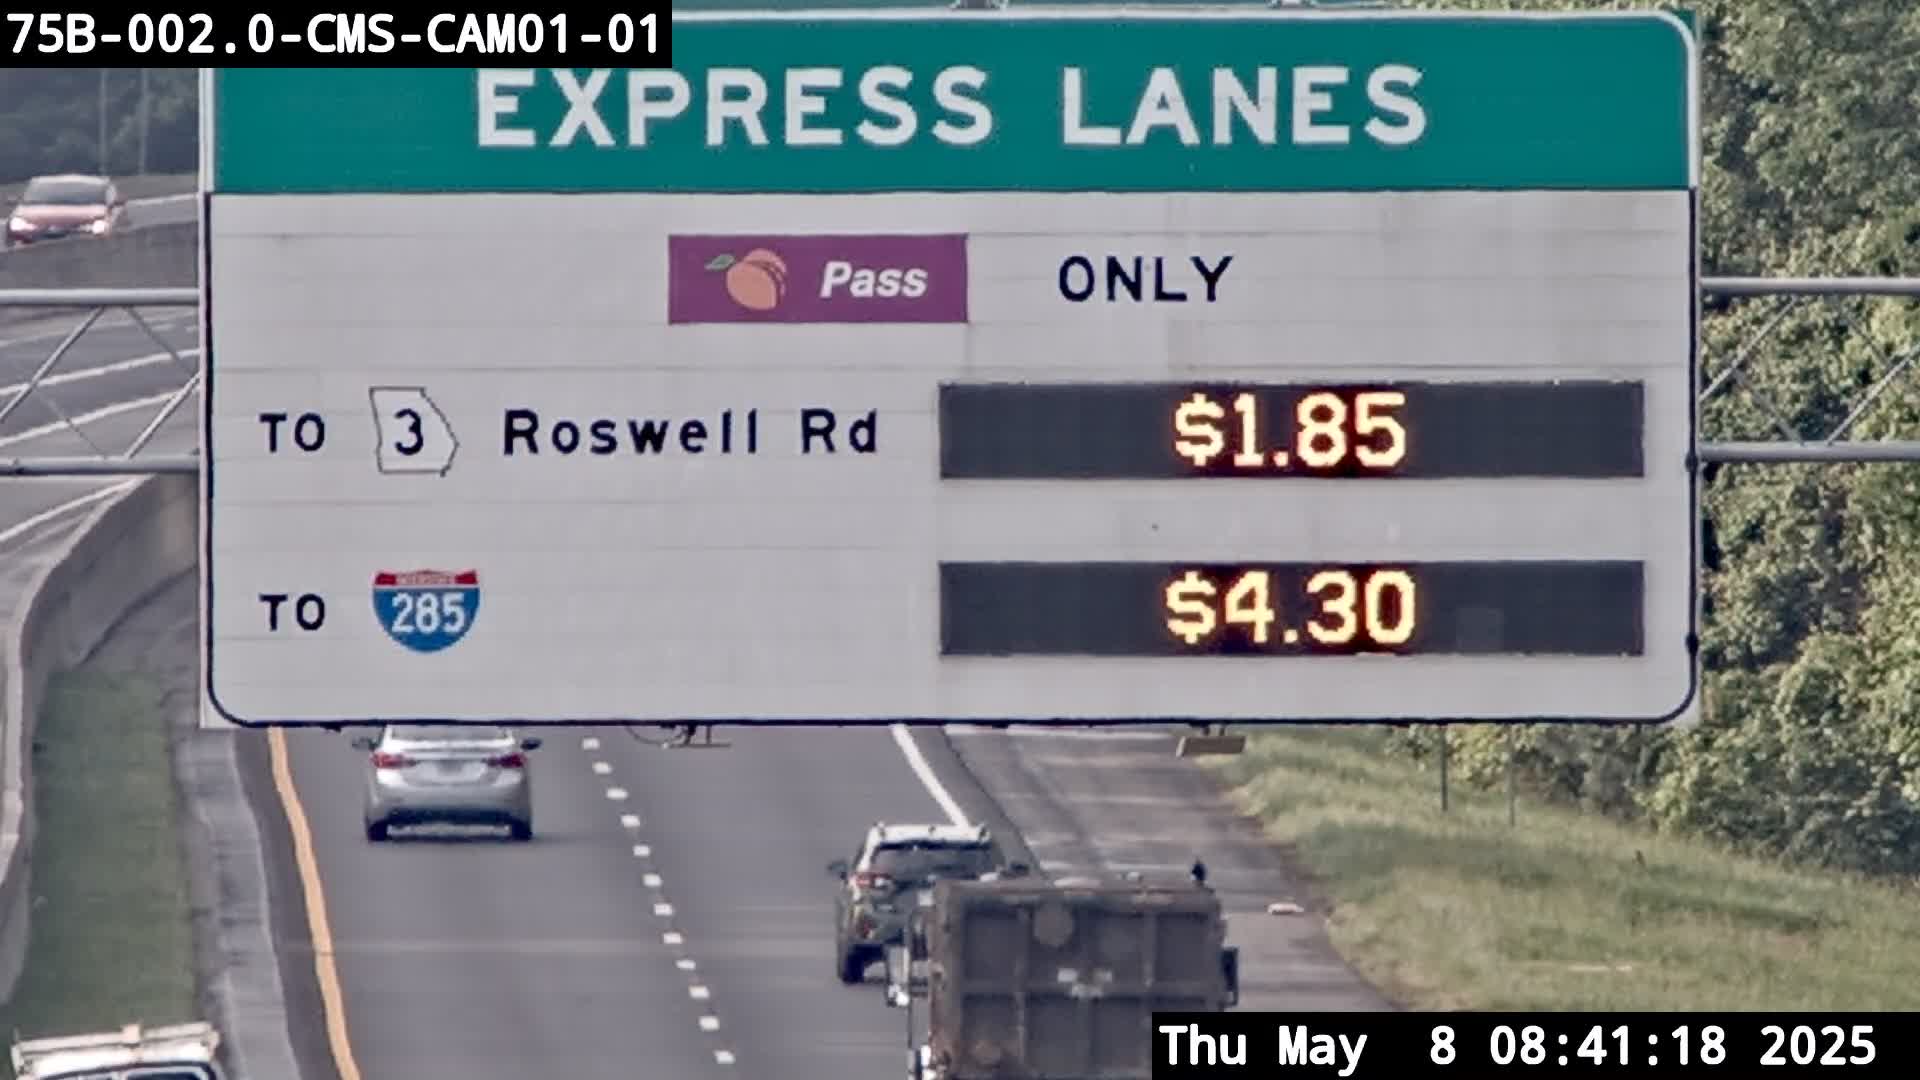 75B-002.0-CMS-CAM01-01
EXPRESS LANES
Pass ONLY
TO 3 Roswell Rd $1.85
TO 285 $4.30
Thu May 8 08:41:18 2025